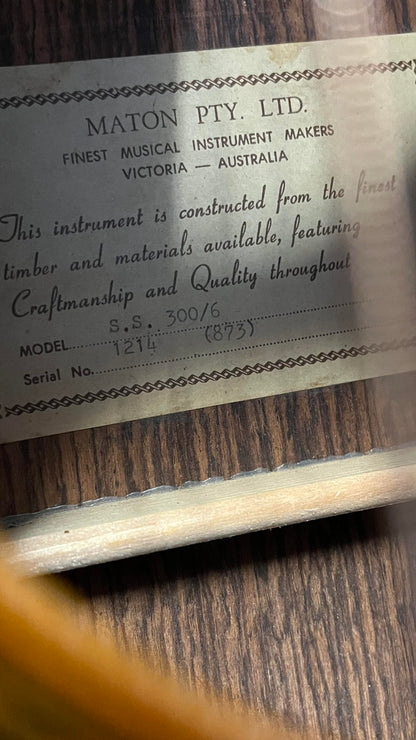 MATON PTY. LTD.
FINEST MUSICAL INSTRUMENT MAKERS
VICTORIA — AUSTRALIA
This instrument is constructed from the finest
timber and materials available, featuring
Craftmanship and Quality throughout
MODEL S.S. 300/6
Serial No. 1214 (873)